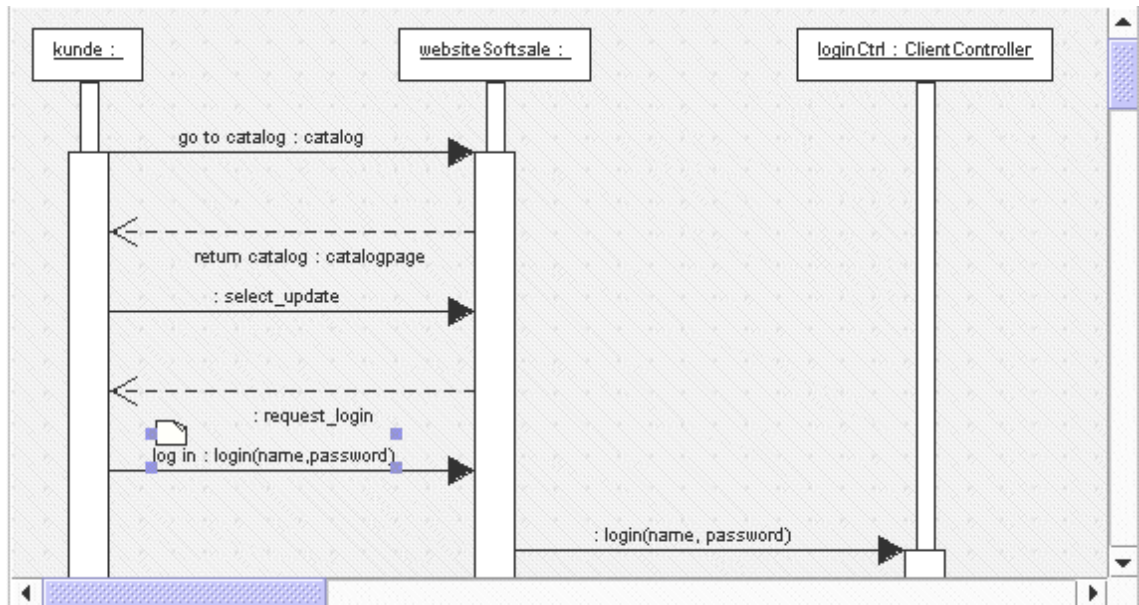 kunde :
websiteSoftsale :
loginCtrl : ClientController
go to catalog : catalog
return catalog : catalogpage
: select_update
: request_login
log in : login(name,password)
: login(name, password)